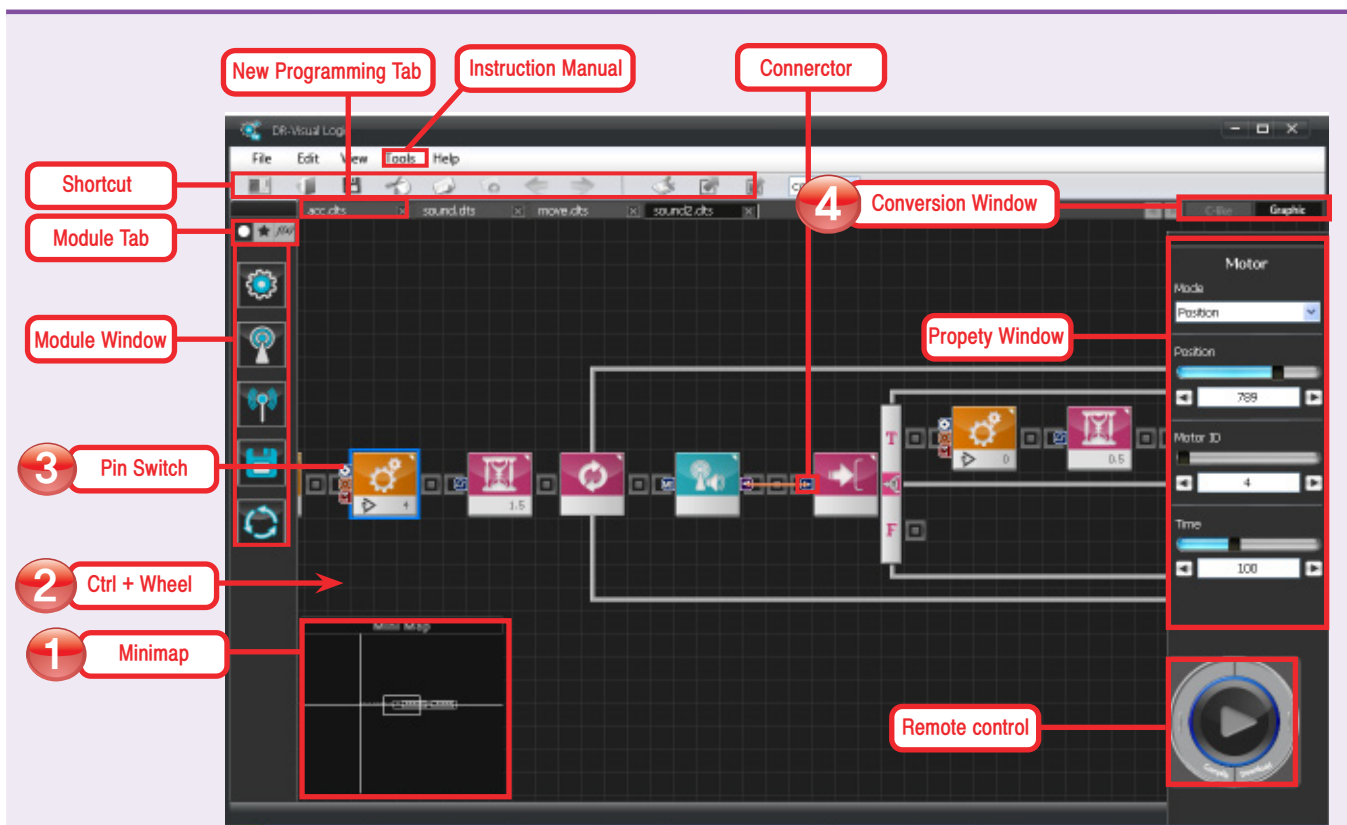 New Programming Tab
Instruction Manual
Connerctor
DR-Visual Logic
File Edit View Tools Help
Shortcut
4 Conversion Window
acc.dts sound.dts move.dts sound2.dts
Graphic
Module Tab
Motor
Mode
Position
Module Window
Propety Window
Position
789
T
0
0.5
Motor ID
3 Pin Switch
4
4
1.5
F
Time
2 Ctrl + Wheel
100
Mini Map
1 Minimap
Remote control
Compile Download